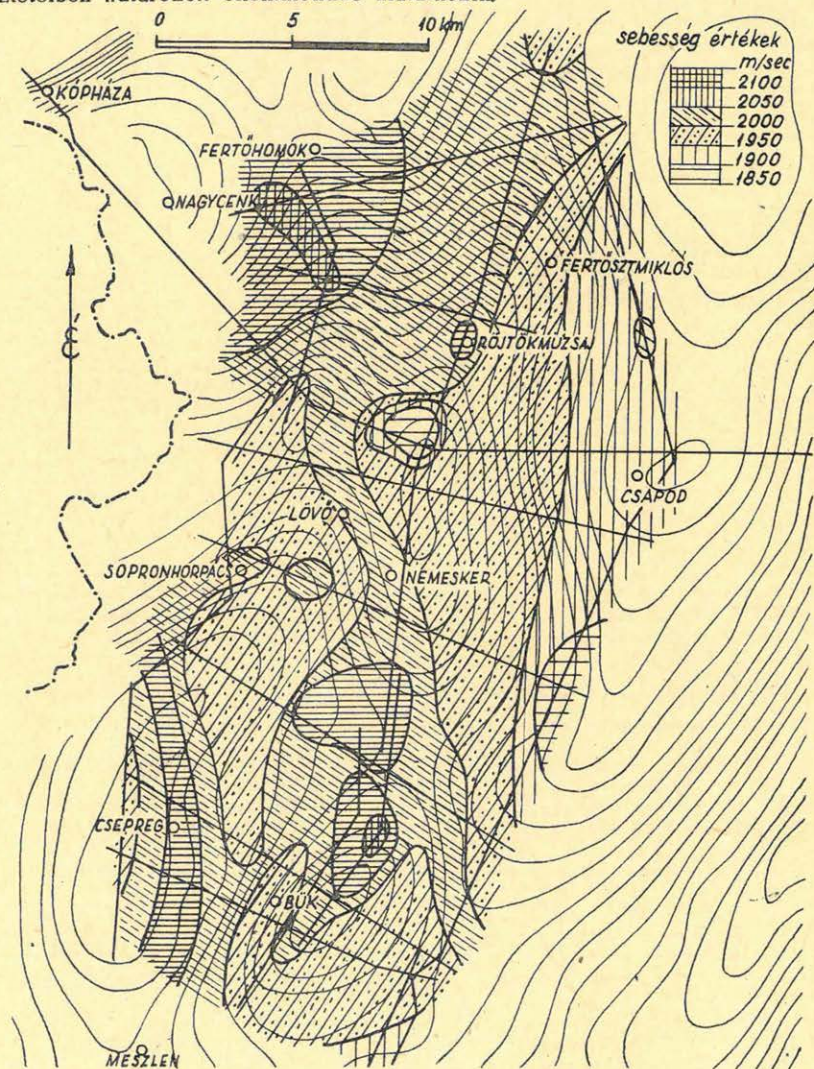 0 5 10 km
sebesség értékek
m/sec
2100
2050
2000
1950
1900
1850
KÓPHÁZA
FERTŐHOMOK
NAGYCENK
FERTŐSZTMIKLÓS
É
RÖJTÖKMUZSAJ
CSAPOD
LÖVŐ
SOPRONHORPÁCS
NEMESKÉR
CSEPREG
BÜK
MESZLEN